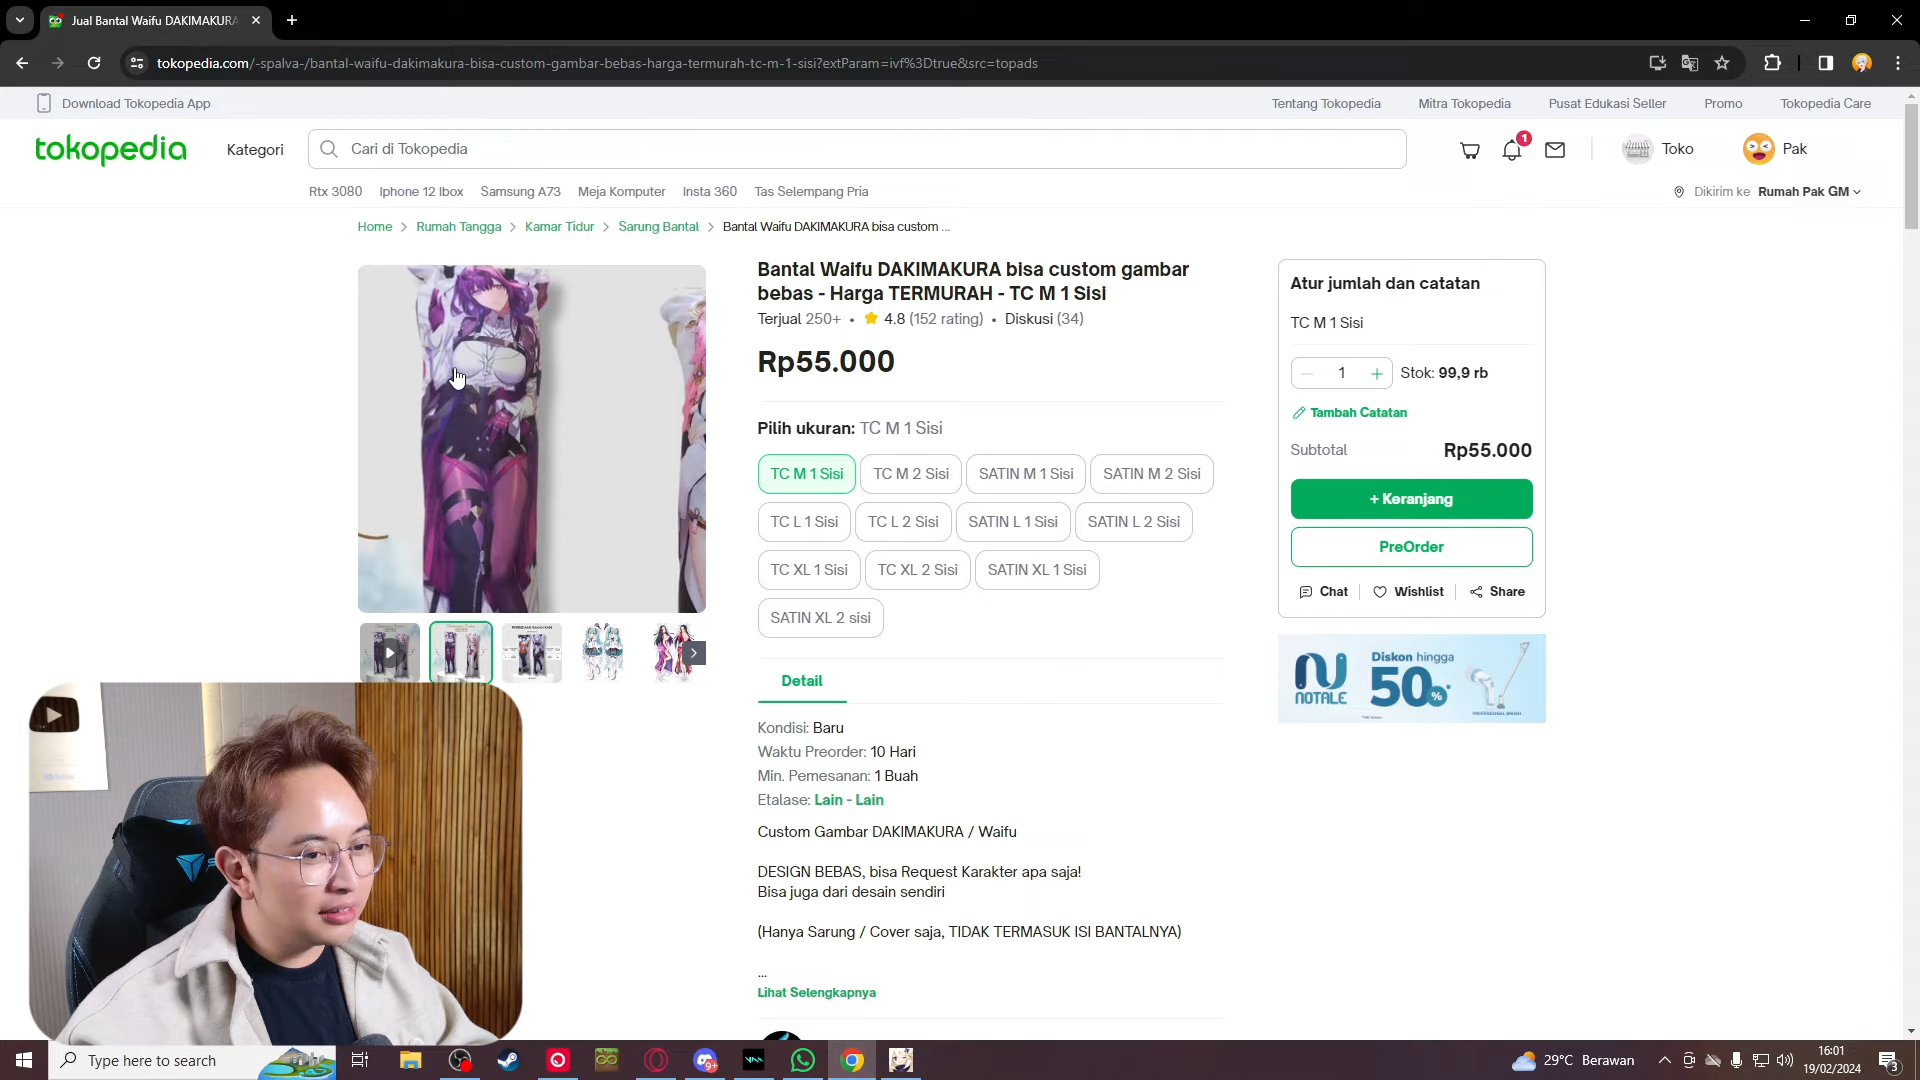 Jual Bantal Waifu DAKIMAKURA
tokopedia.com/-spalva-/bantal-waifu-dakimakura-bisa-custom-gambar-bebas-harga-termurah-tc-m-1-sisi?extParam=ivf%3Dtrue&src=topads
Download Tokopedia App
Tentang Tokopedia
Mitra Tokopedia
Pusat Edukasi Seller
Promo
Tokopedia Care
tokopedia
Kategori
Cari di Tokopedia
1
Toko
Pak
Rtx 3080
Iphone 12 Ibox
Samsung A73
Meja Komputer
Insta 360
Tas Selempang Pria
Dikirim ke Rumah Pak GM
Home > Rumah Tangga > Kamar Tidur > Sarung Bantal > Bantal Waifu DAKIMAKURA bisa custom ...
Bantal Waifu DAKIMAKURA bisa custom gambar
bebas - Harga TERMURAH - TC M 1 Sisi
Terjual 250+ • 4.8 (152 rating) • Diskusi (34)
Rp55.000
Pilih ukuran: TC M 1 Sisi
TC M 1 Sisi
TC M 2 Sisi
SATIN M 1 Sisi
SATIN M 2 Sisi
TC L 1 Sisi
TC L 2 Sisi
SATIN L 1 Sisi
SATIN L 2 Sisi
TC XL 1 Sisi
TC XL 2 Sisi
SATIN XL 1 Sisi
SATIN XL 2 sisi
Detail
Kondisi: Baru
Waktu Preorder: 10 Hari
Min. Pemesanan: 1 Buah
Etalase: Lain - Lain
Custom Gambar DAKIMAKURA / Waifu
DESIGN BEBAS, bisa Request Karakter apa saja!
Bisa juga dari desain sendiri
(Hanya Sarung / Cover saja, TIDAK TERMASUK ISI BANTALNYA)
...
Lihat Selengkapnya
Atur jumlah dan catatan
TC M 1 Sisi
1
Stok: 99,9 rb
Tambah Catatan
Subtotal
Rp55.000
+ Keranjang
PreOrder
Chat
Wishlist
Share
NOTALE
Diskon hingga
50%
Type here to search
9+
29°C Berawan
16:01
19/02/2024
3